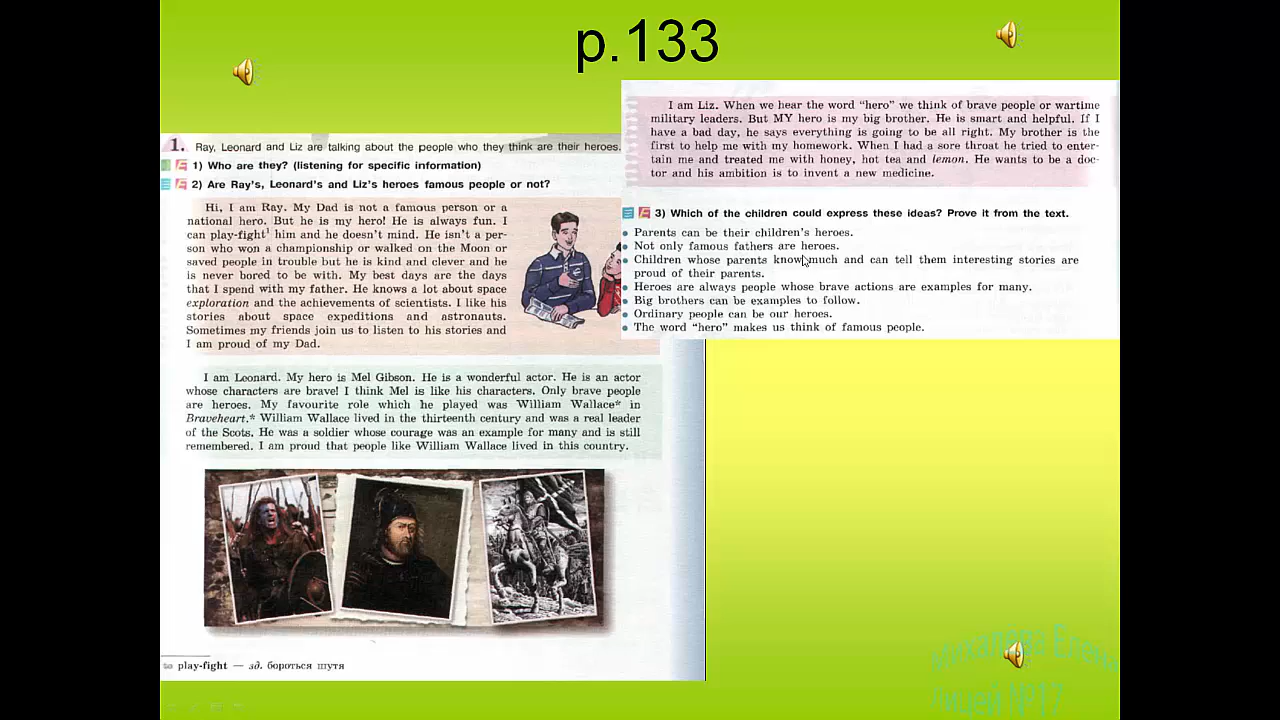 p.133
1. Ray, Leonard and Liz are talking about the people who they think are their heroes.
1) Who are they? (listening for specific information)
2) Are Ray's, Leonard's and Liz's heroes famous people or not?
Hi, I am Ray. My Dad is not a famous person or a
national hero. But he is my hero! He is always fun. I
can play-fight¹ him and he doesn't mind. He isn't a per-
son who won a championship or walked on the Moon or
saved people in trouble but he is kind and clever and he
is never bored to be with. My best days are the days
that I spend with my father. He knows a lot about space
exploration and the achievements of scientists. I like his
stories about space expeditions and astronauts.
Sometimes my friends join us to listen to his stories and
I am proud of my Dad.
I am Leonard. My hero is Mel Gibson. He is a wonderful actor. He is an actor
whose characters are brave! I think Mel is like his characters. Only brave people
are heroes. My favourite role which he played was William Wallace* in
Braveheart.* William Wallace lived in the thirteenth century and was a real leader
of the Scots. He was a soldier whose courage was an example for many and is still
remembered. I am proud that people like William Wallace lived in this country.
to play-fight — зд. бороться шутя
I am Liz. When we hear the word "hero" we think of brave people or wartime
military leaders. But MY hero is my big brother. He is smart and helpful. If I
have a bad day, he says everything is going to be all right. My brother is the
first to help me with my homework. When I had a sore throat he tried to enter-
tain me and treated me with honey, hot tea and lemon. He wants to be a doc-
tor and his ambition is to invent a new medicine.
3) Which of the children could express these ideas? Prove it from the text.
• Parents can be their children's heroes.
• Not only famous fathers are heroes.
• Children whose parents know much and can tell them interesting stories are
proud of their parents.
• Heroes are always people whose brave actions are examples for many.
• Big brothers can be examples to follow.
• Ordinary people can be our heroes.
• The word "hero" makes us think of famous people.
Михалёва Елена
лицей №17